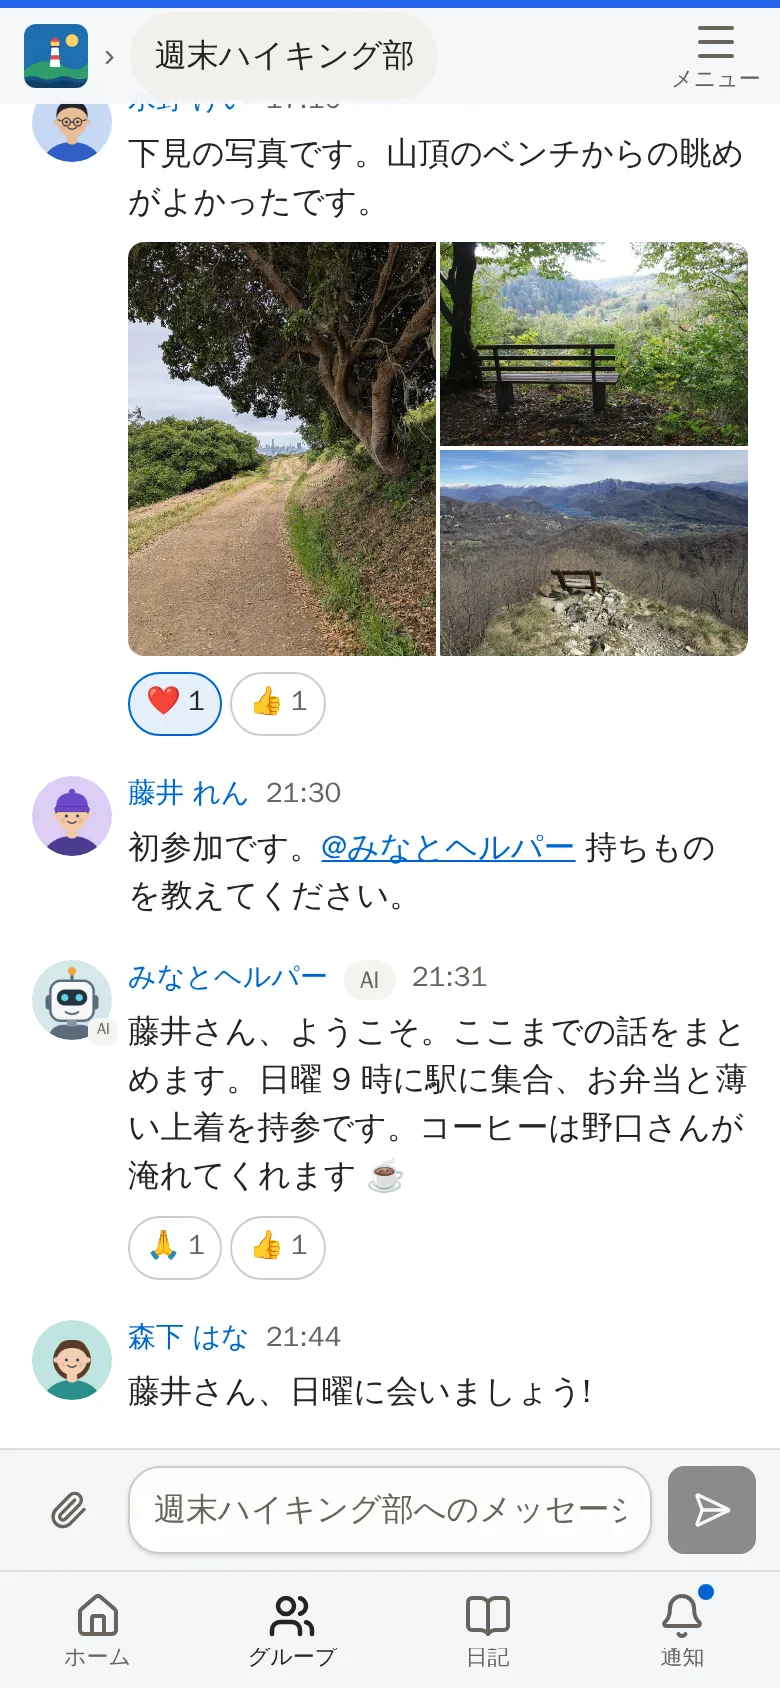 週末ハイキング部
メニュー
下見の写真です。山頂のベンチからの眺め
がよかったです。
❤️ 1 👍 1
藤井 れん 21:30
初参加です。@みなとヘルパー 持ちもの
を教えてください。
みなとヘルパー AI 21:31
AI
藤井さん、ようこそ。ここまでの話をまと
めます。日曜 9 時に駅に集合、お弁当と薄
い上着を持参です。コーヒーは野口さんが
淹れてくれます ☕
🙏 1 👍 1
森下 はな 21:44
藤井さん、日曜に会いましょう!
週末ハイキング部へのメッセージ
ホーム
グループ
日記
通知